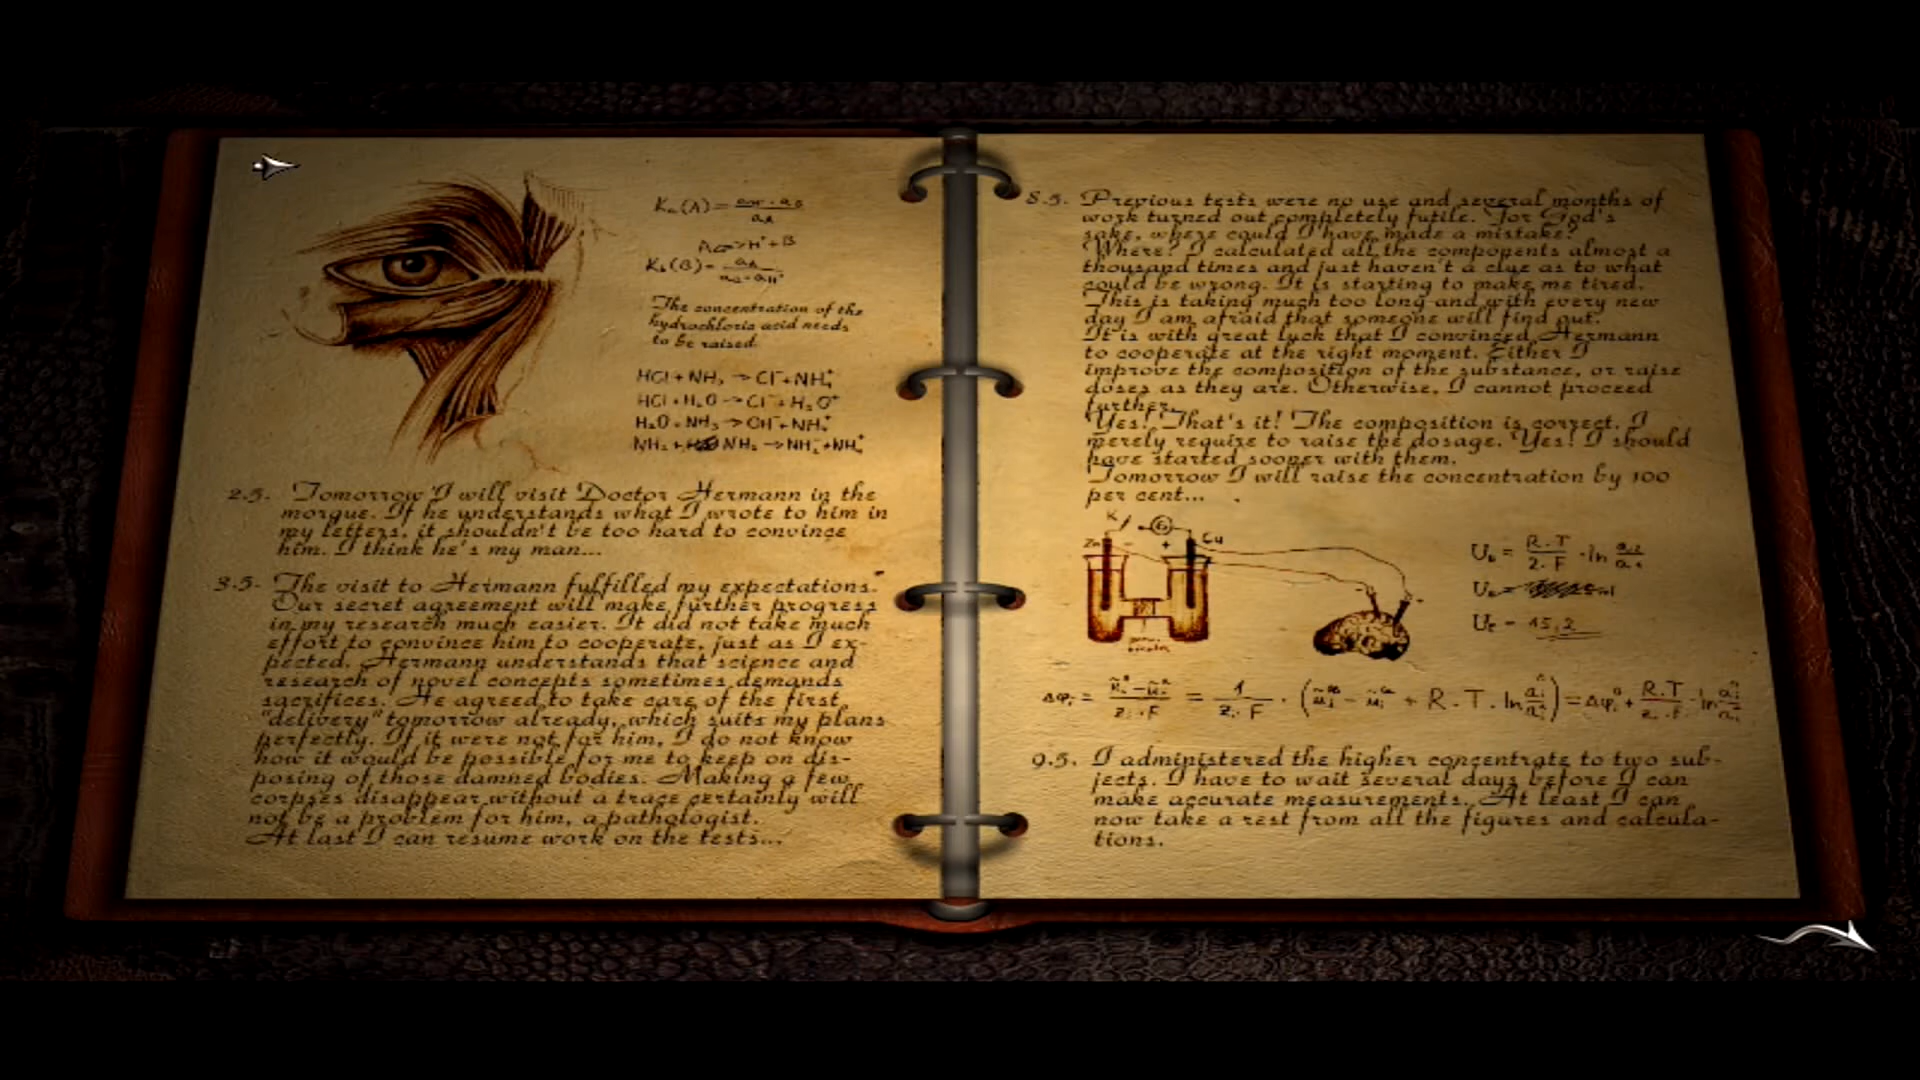 The concentration of the
hydrochloric acid needs
to be raised.
HCl + NH₃ → Cl⁻ + NH₄⁺
HCl + H₂O → Cl⁻ + H₃O⁺
H₂O + NH₃ → OH⁻ + NH₄⁺
2.5. Tomorrow I will visit Doctor Hermann in the
morgue. If he understands what I wrote to him in
my letters, it shouldn't be too hard to convince
him. I think he's my man...
3.5. The visit to Hermann fulfilled my expectations.
Our secret agreement will make further progress
in my research much easier. It did not take much
effort to convince him to cooperate, just as I ex-
pected. Hermann understands that science and
research of novel concepts sometimes demands
sacrifices. He agreed to take care of the first
"delivery" tomorrow already, which suits my plans
perfectly. If it were not for him, I do not know
how it would be possible for me to keep on dis-
posing of those damned bodies. Making a few
corpses disappear without a trace certainly will
not be a problem for him, a pathologist.
At last I can resume work on the tests...
8.5. Previous tests were no use and several months of
work turned out completely futile. For God's
sake, where could I have made a mistake?
Where? I calculated all the components almost a
thousand times and just haven't a clue as to what
could be wrong. It is starting to make me tired.
This is taking much too long and with every new
day I am afraid that someone will find out.
It is with great luck that I convinced Hermann
to cooperate at the right moment. Either I
improve the composition of the substance, or raise
doses as they are. Otherwise, I cannot proceed
further.
Yes! That's it! The composition is correct. I
merely require to raise the dosage. Yes! I should
have started sooner with them.
Tomorrow I will raise the concentration by 100
per cent...
K
Zn
Cu
9.5. I administered the higher concentrate to two sub-
jects. I have to wait several days before I can
make accurate measurements. At least I can
now take a rest from all the figures and calcula-
tions.